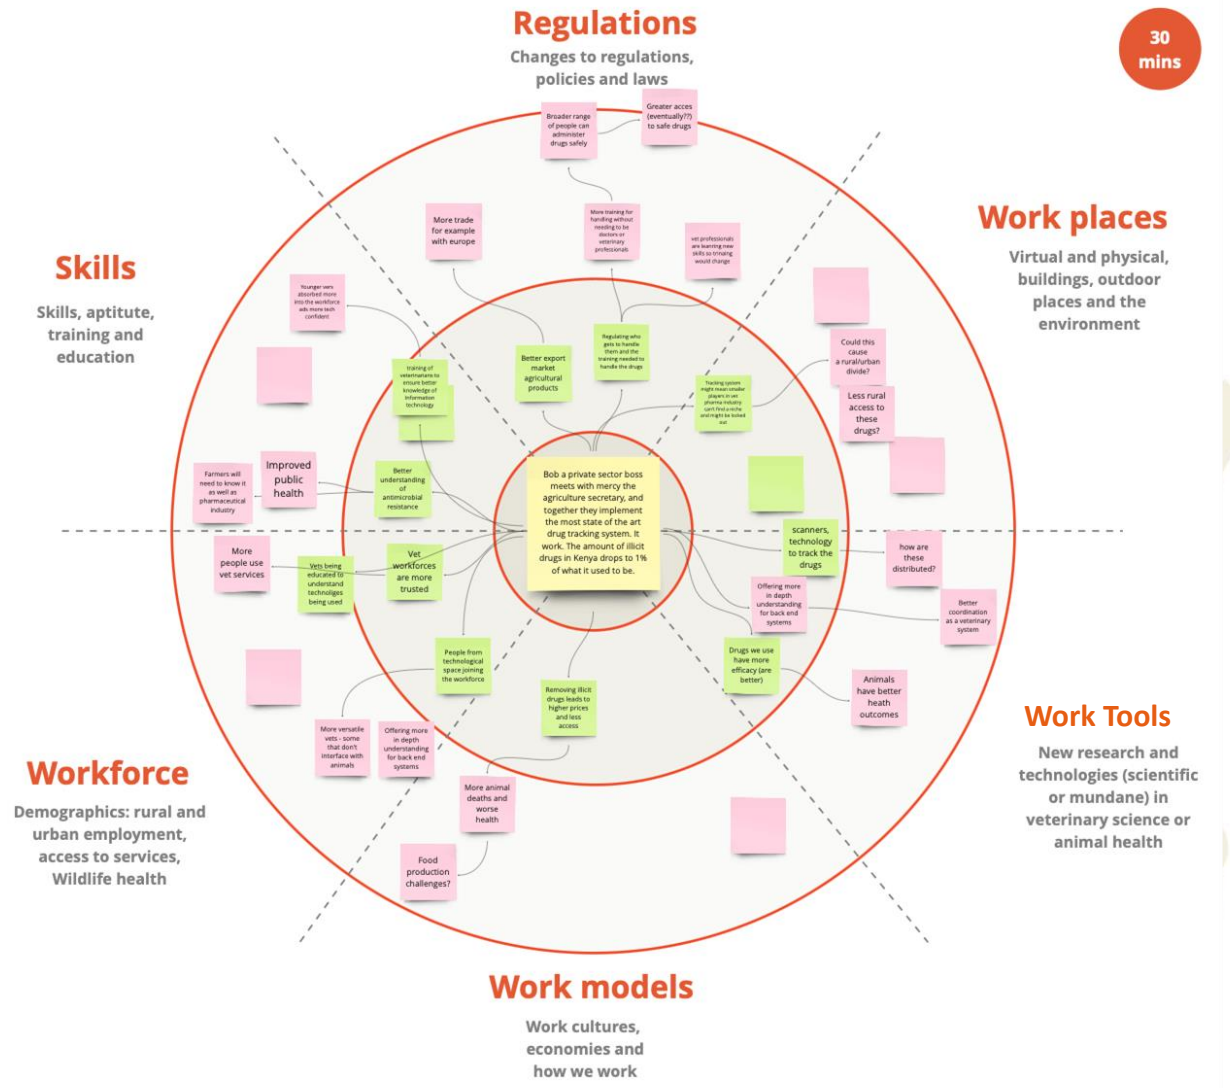 Regulations
Changes to regulations,
policies and laws
30
mins
Broader range
of people can
administer
drugs safely
Greater acces
(eventually??)
to safe drugs
More trade
for example
with europe
More training for
handling without
needing to be
doctors or
veterinary
professionals
vet professionals
are learning new
skills so trinaing
would change
Better export
market
agricultural
products
Regulating who
gets to handle
them and the
training needed to
handle the drugs
Work places
Virtual and physical,
buildings, outdoor
places and the
environment
Tracking system
might mean smaller
players in vet
pharma industry
can't find a niche
and might be locked
out
Could this
cause
a rural/urban
divide?
Less rural
access to
these
drugs?
Skills
Skills, aptitute,
training and
education
Younger vers
absorbed more
into the workforce
ads more tech
confident
training of
veterinarians to
ensure better
knowledge of
information
technology
Better
understanding
of
antimicrobial
resistance
Improved
public
health
Farmers will
need to know it
as well as
pharmaceutical
industry
Bob a private sector boss
meets with mercy the
agriculture secretary, and
together they implement
the most state of the art
drug tracking system. It
work. The amount of illicit
drugs in Kenya drops to 1%
of what it used to be.
More
people use
vet services
Vets being
educated to
understand
technoliges
being used
Vet
workforces
are more
trusted
People from
technological
space joining
the workforce
More versatile
vets - some
that don't
interface with
animals
Offering more
in depth
understanding
for back end
systems
Workforce
Demographics: rural and
urban employment,
access to services,
Wildlife health
Removing illicit
drugs leads to
higher prices
and less
access
More animal
deaths and
worse
health
Food
production
challenges?
scanners,
technology
to track the
drugs
how are
these
distributed?
Offering more
in depth
understanding
for back end
systems
Better
coordination
as a veterinary
system
Drugs we use
have more
efficacy (are
better)
Animals
have better
heath
outcomes
Work Tools
New research and
technologies (scientific
or mundane) in
veterinary science or
animal health
Work models
Work cultures,
economies and
how we work